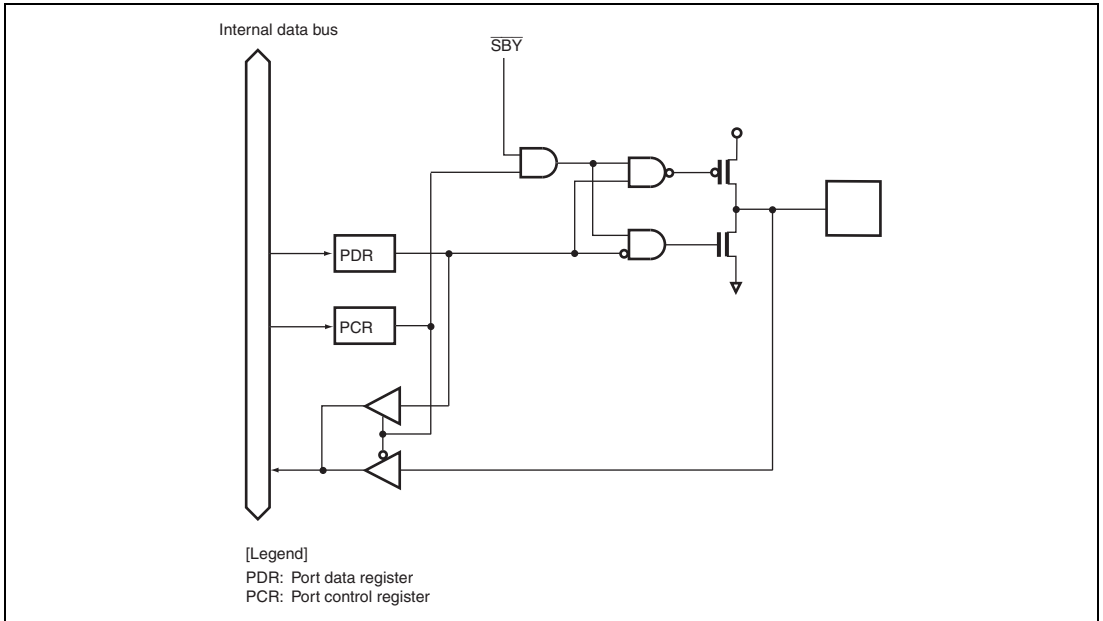 Internal data bus
SBY
PDR
PCR
[Legend]
PDR: Port data register
PCR: Port control register